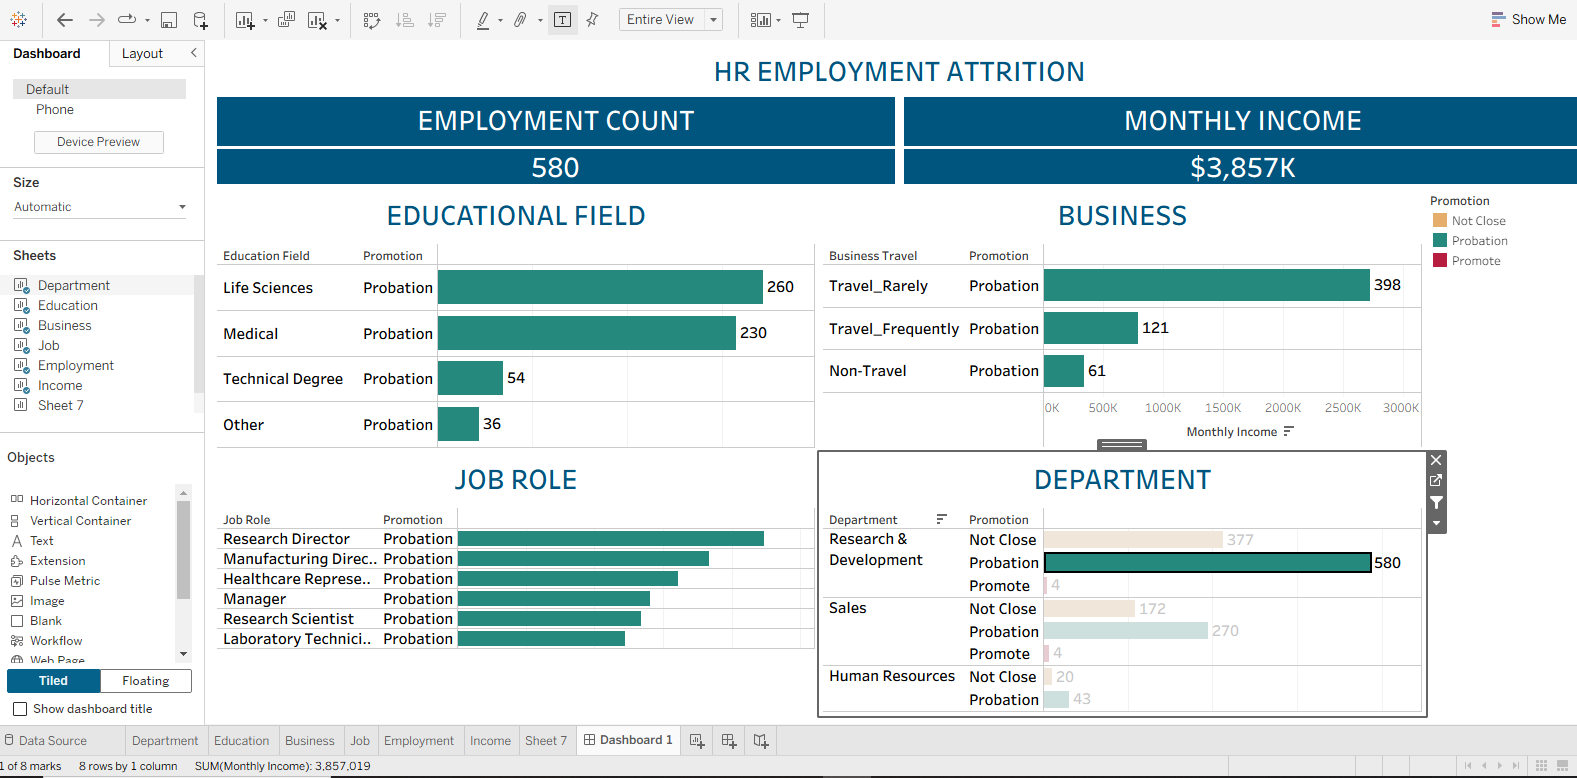 Entire View
Show Me
Dashboard
Layout
Default
Phone
Device Preview
Size
Automatic
Sheets
Department
Education
Business
Job
Employment
Income
Sheet 7
Objects
Horizontal Container
Vertical Container
Text
Extension
Pulse Metric
Image
Blank
Workflow
Web Page
Tiled
Floating
Show dashboard title
HR EMPLOYMENT ATTRITION
EMPLOYMENT COUNT
580
MONTHLY INCOME
$3,857K
EDUCATIONAL FIELD
Education Field Promotion
Life Sciences Probation 260
Medical Probation 230
Technical Degree Probation 54
Other Probation 36
BUSINESS
Business Travel Promotion
Travel_Rarely Probation 398
Travel_Frequently Probation 121
Non-Travel Probation 61
0K 500K 1000K 1500K 2000K 2500K 3000K
Monthly Income
Promotion
Not Close
Probation
Promote
JOB ROLE
Job Role Promotion
Research Director Probation
Manufacturing Direc.. Probation
Healthcare Represe.. Probation
Manager Probation
Research Scientist Probation
Laboratory Technici.. Probation
DEPARTMENT
Department Promotion
Research & Not Close 377
Development Probation 580
Promote 4
Sales Not Close 172
Probation 270
Promote 4
Human Resources Not Close 20
Probation 43
Data Source Department Education Business Job Employment Income Sheet 7 Dashboard 1
1 of 8 marks 8 rows by 1 column SUM(Monthly Income): 3,857,019